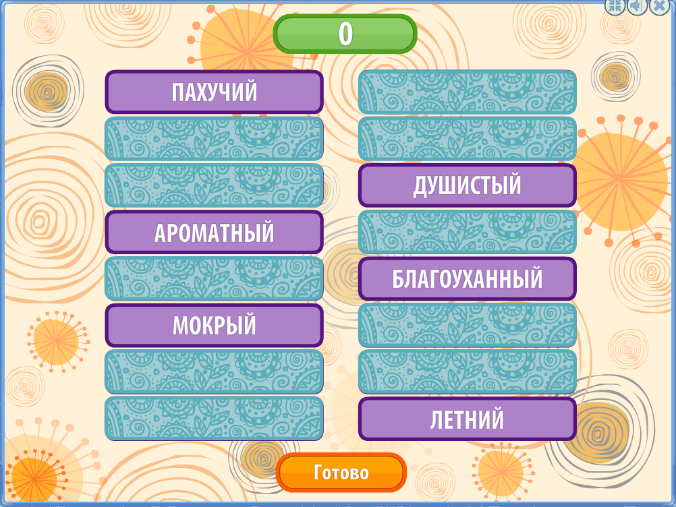 0
ПАХУЧИЙ
ДУШИСТЫЙ
АРОМАТНЫЙ
БЛАГОУХАННЫЙ
МОКРЫЙ
ЛЕТНИЙ
Готово